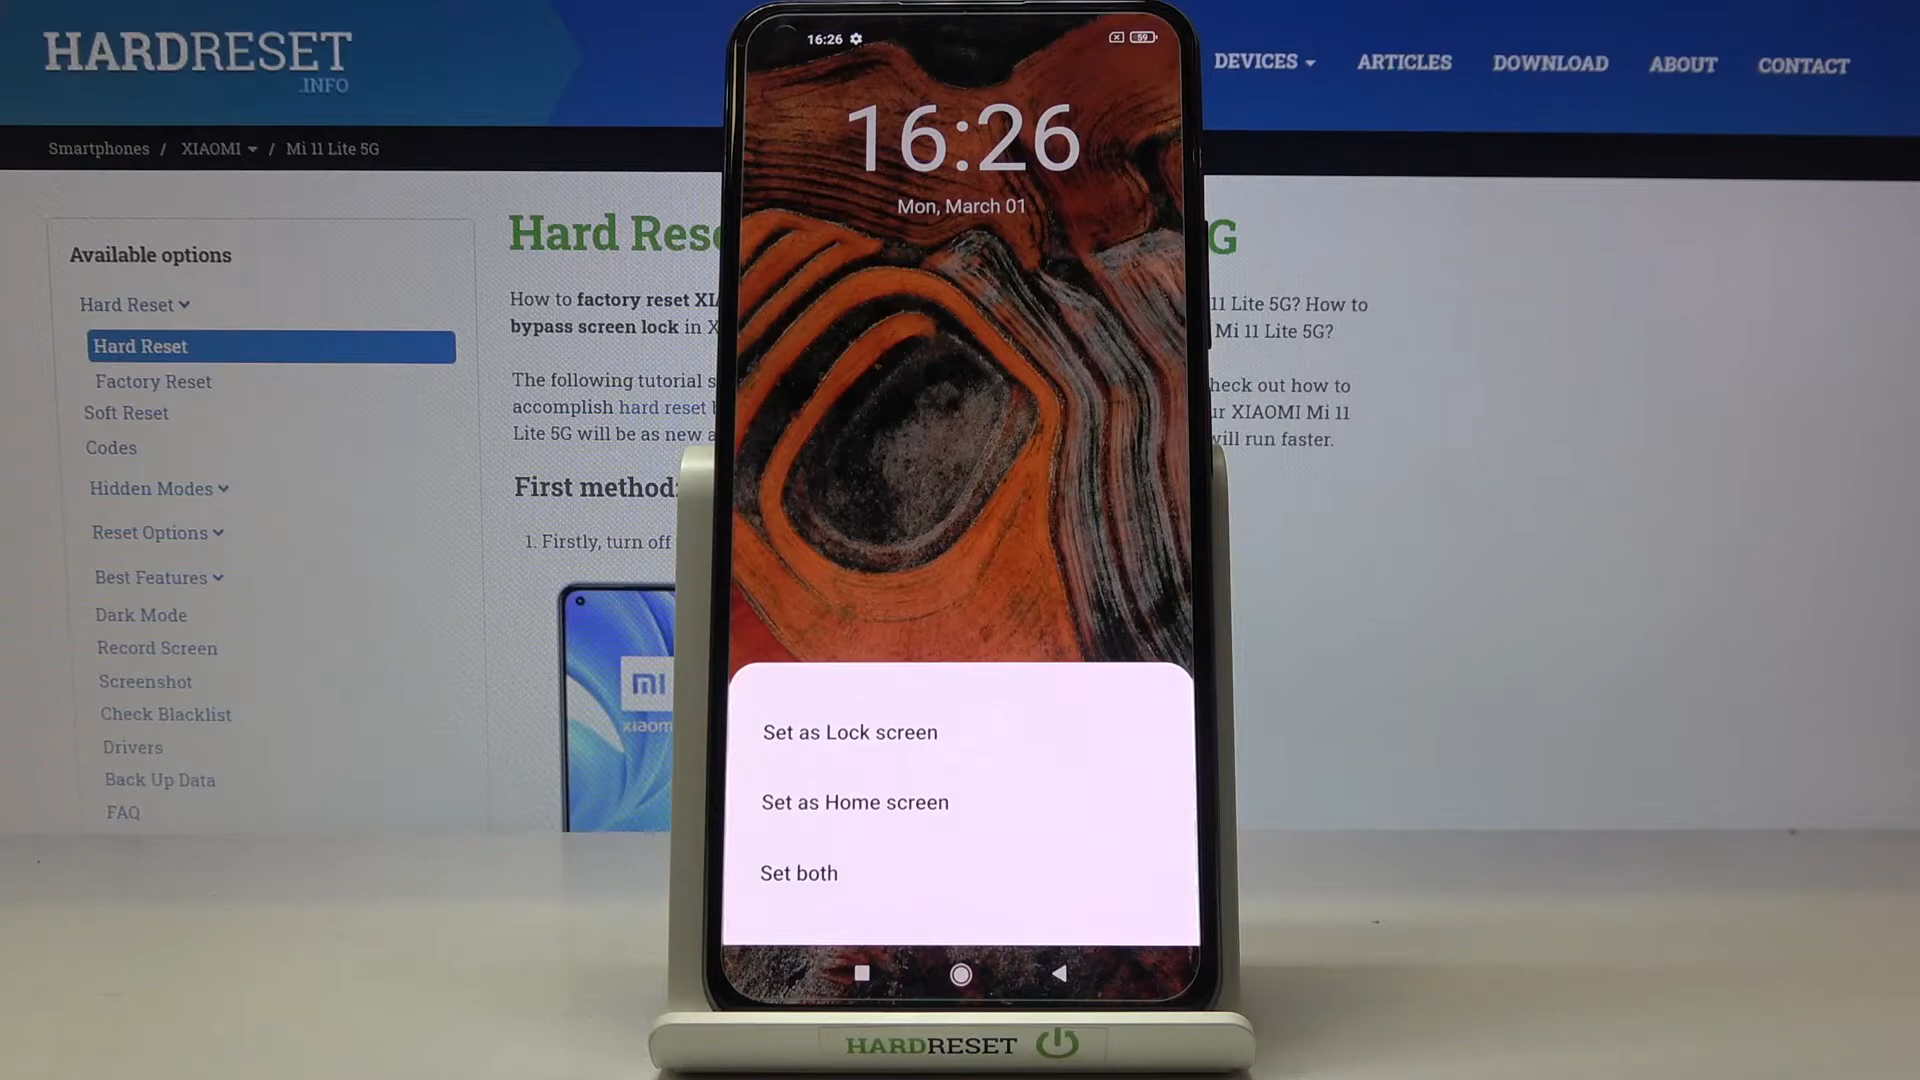 HARDRESET
.INFO
DEVICES
ARTICLES
DOWNLOAD
ABOUT
CONTACT
Smartphones / XIAOMI / Mi 11 Lite 5G
Available options
Hard Reset
Hard Reset
Factory Reset
Soft Reset
Codes
Hidden Modes
Reset Options
Best Features
Dark Mode
Record Screen
Screenshot
Check Blacklist
Drivers
Back Up Data
FAQ
Hard Res
G
How to factory reset XI
11 Lite 5G? How to
bypass screen lock in X
Mi 11 Lite 5G?
The following tutorial s
heck out how to
accomplish hard reset
ur XIAOMI Mi 11
Lite 5G will be as new a
will run faster.
First method:
1. Firstly, turn off
MI
xiaom
16:26
59
16:26
Mon, March 01
Set as Lock screen
Set as Home screen
Set both
HARDRESET